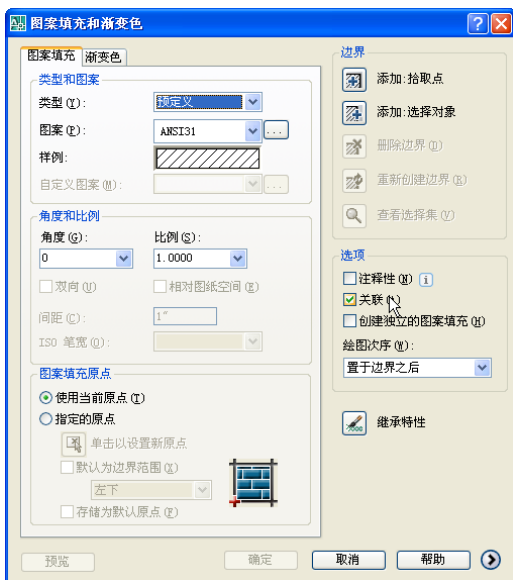 图案填充和渐变色
图案填充 渐变色
类型和图案
类型(Y): 预定义
图案(P): ANSI31 ...
样例:
自定义图案(M): ...
角度和比例
角度(G): 比例(S):
0 1.0000
双向(U) 相对图纸空间(E)
间距(C): 1"
ISO 笔宽(O):
图案填充原点
使用当前原点(T)
指定的原点
单击以设置新原点
默认为边界范围(X)
左下
存储为默认原点(F)
边界
添加:拾取点
添加:选择对象
删除边界(D)
重新创建边界(R)
查看选择集(V)
选项
注释性(N) i
关联
创建独立的图案填充(H)
绘图次序(W):
置于边界之后
继承特性
预览 确定 取消 帮助